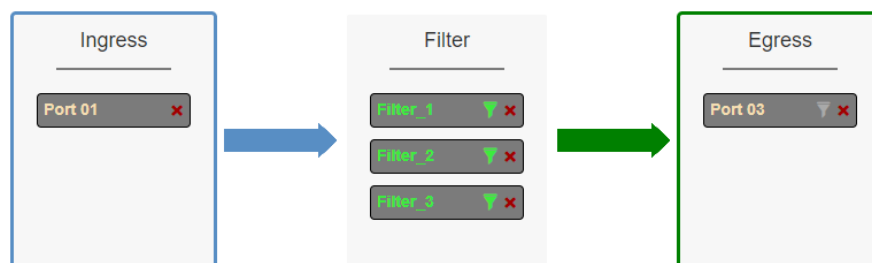 Ingress
Port 01
Filter
Filter_1
Filter_2
Filter_3
Egress
Port 03